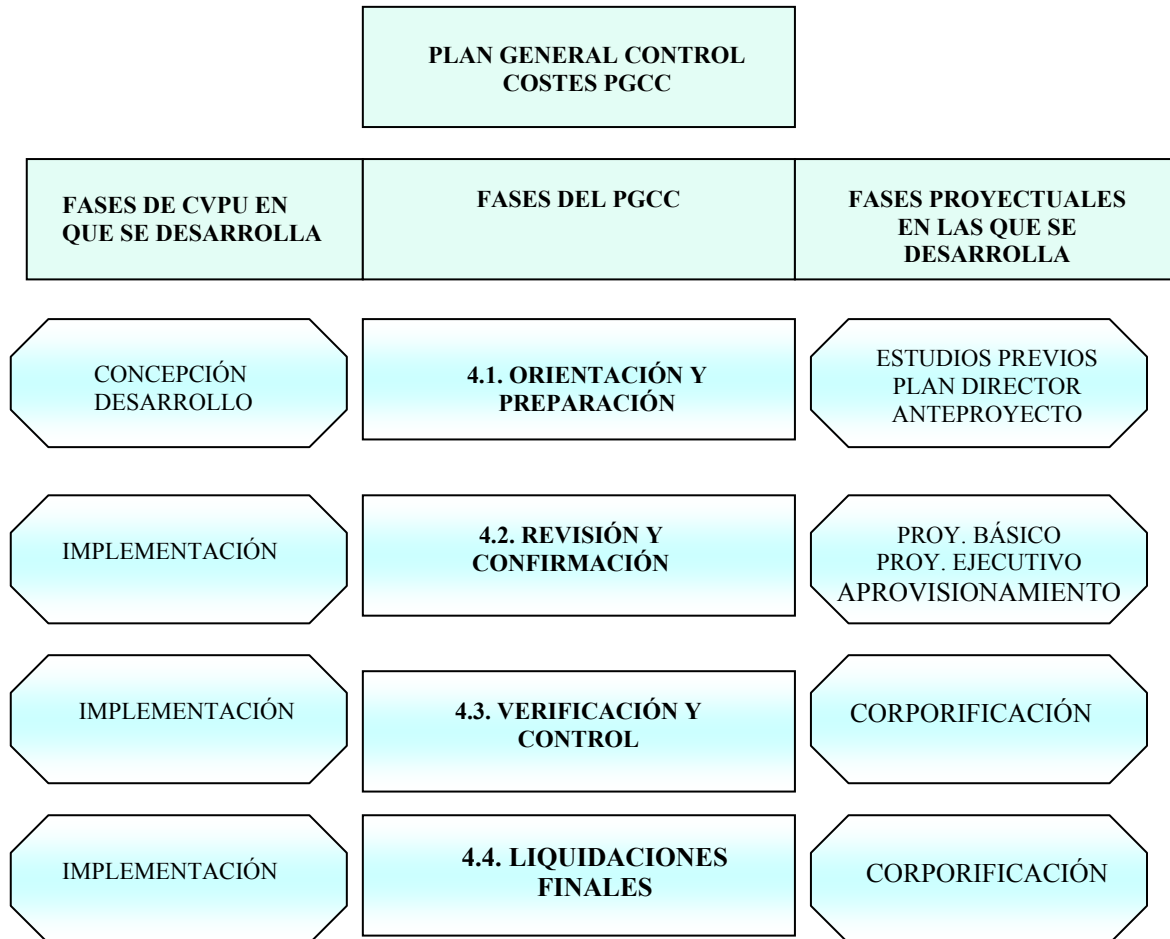 PLAN GENERAL CONTROL
COSTES PGCC
FASES DE CVPU EN
QUE SE DESARROLLA
FASES DEL PGCC
FASES PROYECTUALES
EN LAS QUE SE
DESARROLLA
CONCEPCIÓN
DESARROLLO
4.1. ORIENTACIÓN Y
PREPARACIÓN
ESTUDIOS PREVIOS
PLAN DIRECTOR
ANTEPROYECTO
IMPLEMENTACIÓN
4.2. REVISIÓN Y
CONFIRMACIÓN
PROY. BÁSICO
PROY. EJECUTIVO
APROVISIONAMIENTO
IMPLEMENTACIÓN
4.3. VERIFICACIÓN Y
CONTROL
CORPORIFICACIÓN
IMPLEMENTACIÓN
4.4. LIQUIDACIONES
FINALES
CORPORIFICACIÓN